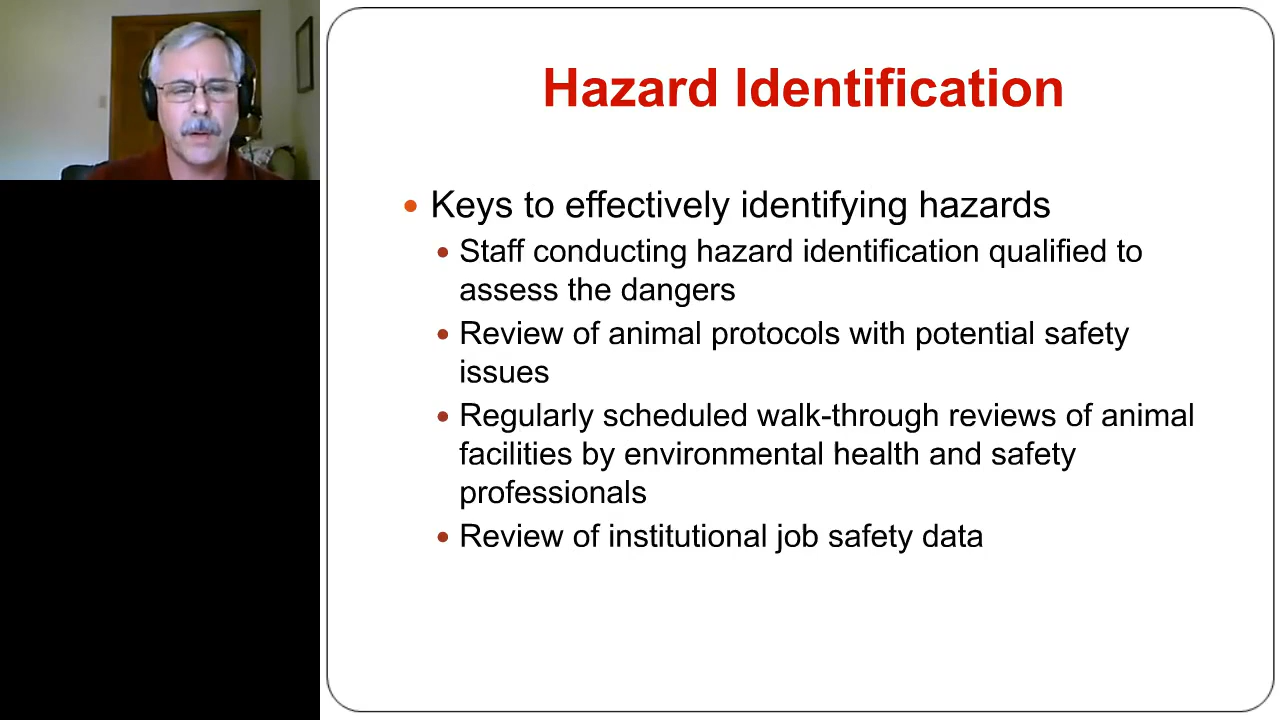 Hazard Identification
Keys to effectively identifying hazards
Staff conducting hazard identification qualified to
assess the dangers
Review of animal protocols with potential safety
issues
Regularly scheduled walk-through reviews of animal
facilities by environmental health and safety
professionals
Review of institutional job safety data